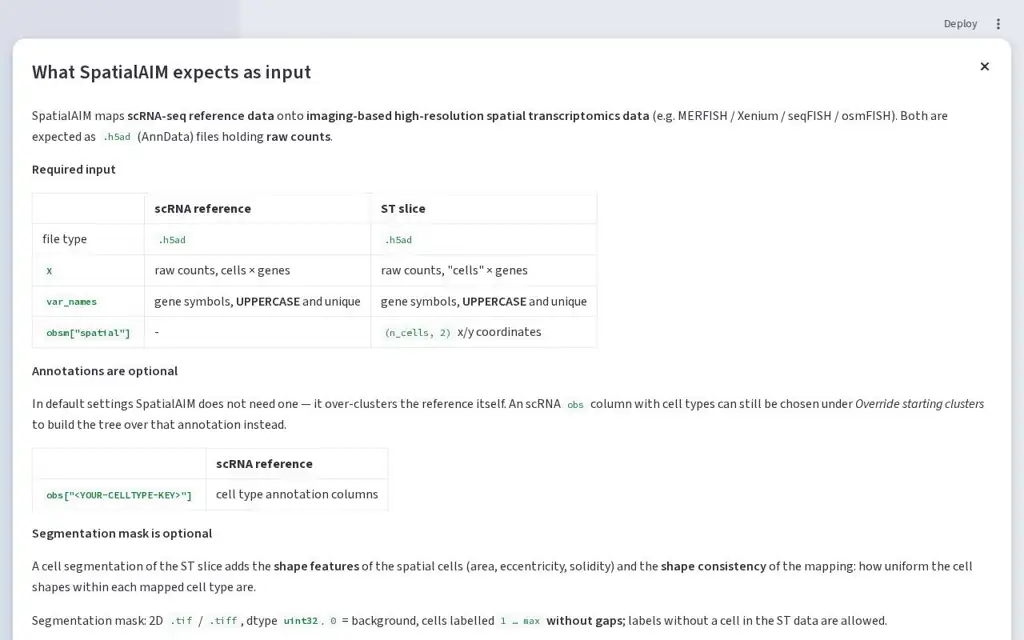 Deploy
What SpatialAIM expects as input
SpatialAIM maps scRNA-seq reference data onto imaging-based high-resolution spatial transcriptomics data (e.g. MERFISH / Xenium / seqFISH / osmFISH). Both are
expected as .h5ad (AnnData) files holding raw counts.
Required input
scRNA reference ST slice
file type .h5ad .h5ad
X raw counts, cells × genes raw counts, "cells" × genes
var_names gene symbols, UPPERCASE and unique gene symbols, UPPERCASE and unique
obsm["spatial"] - (n_cells, 2) x/y coordinates
Annotations are optional
In default settings SpatialAIM does not need one — it over-clusters the reference itself. An scRNA obs column with cell types can still be chosen under Override starting clusters
to build the tree over that annotation instead.
scRNA reference
obs["<YOUR-CELLTYPE-KEY>"] cell type annotation columns
Segmentation mask is optional
A cell segmentation of the ST slice adds the shape features of the spatial cells (area, eccentricity, solidity) and the shape consistency of the mapping: how uniform the cell
shapes within each mapped cell type are.
Segmentation mask: 2D .tif / .tiff, dtype uint32, 0 = background, cells labelled 1 … max without gaps; labels without a cell in the ST data are allowed.